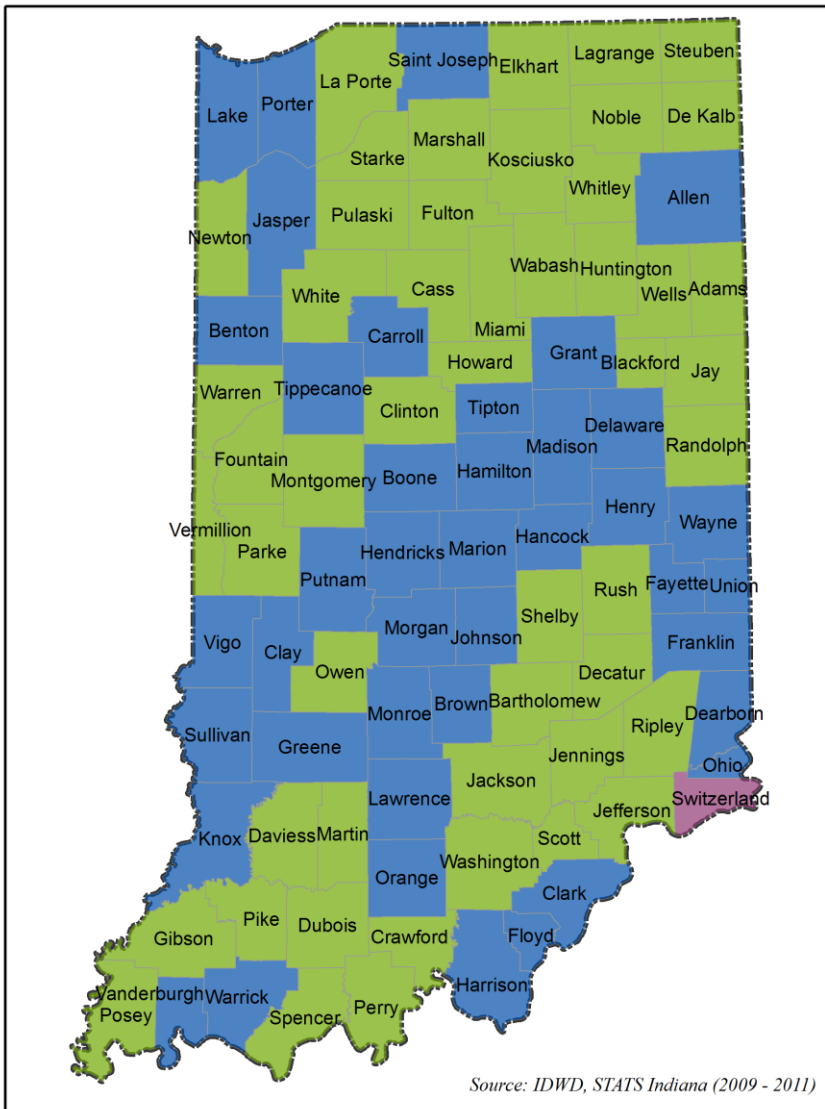 Saint Joseph
Elkhart
Lagrange
Steuben
La Porte
Lake
Porter
Noble
De Kalb
Marshall
Starke
Kosciusko
Whitley
Allen
Jasper
Pulaski
Fulton
Newton
Wabash
Huntington
White
Cass
Wells
Adams
Benton
Carroll
Miami
Grant
Howard
Blackford
Jay
Warren
Tippecanoe
Clinton
Tipton
Delaware
Madison
Randolph
Fountain
Montgomery
Boone
Hamilton
Henry
Vermillion
Parke
Hendricks
Marion
Hancock
Wayne
Putnam
Fayette
Union
Rush
Shelby
Vigo
Clay
Morgan
Johnson
Franklin
Owen
Decatur
Monroe
Brown
Bartholomew
Dearborn
Sullivan
Greene
Ripley
Jennings
Ohio
Jackson
Lawrence
Switzerland
Jefferson
Knox
Daviess
Martin
Washington
Scott
Orange
Clark
Pike
Dubois
Gibson
Crawford
Floyd
Harrison
Vanderburgh
Warrick
Posey
Spencer
Perry
Source: IDWD, STATS Indiana (2009 - 2011)